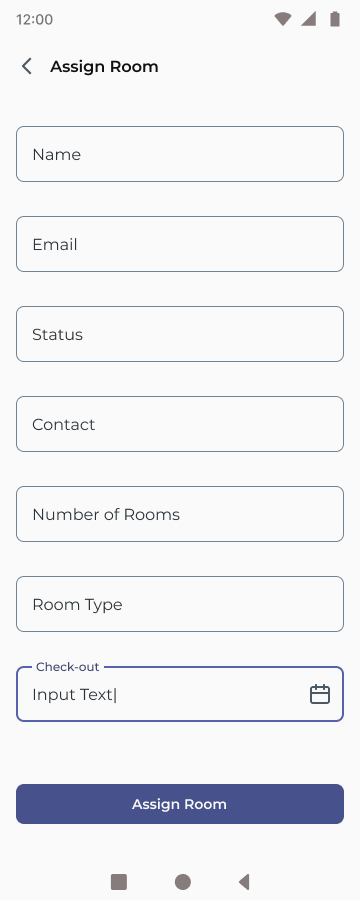 12:00
Assign Room
Name
Email
Status
Contact
Number of Rooms
Room Type
Check-out
Input Text|
Assign Room